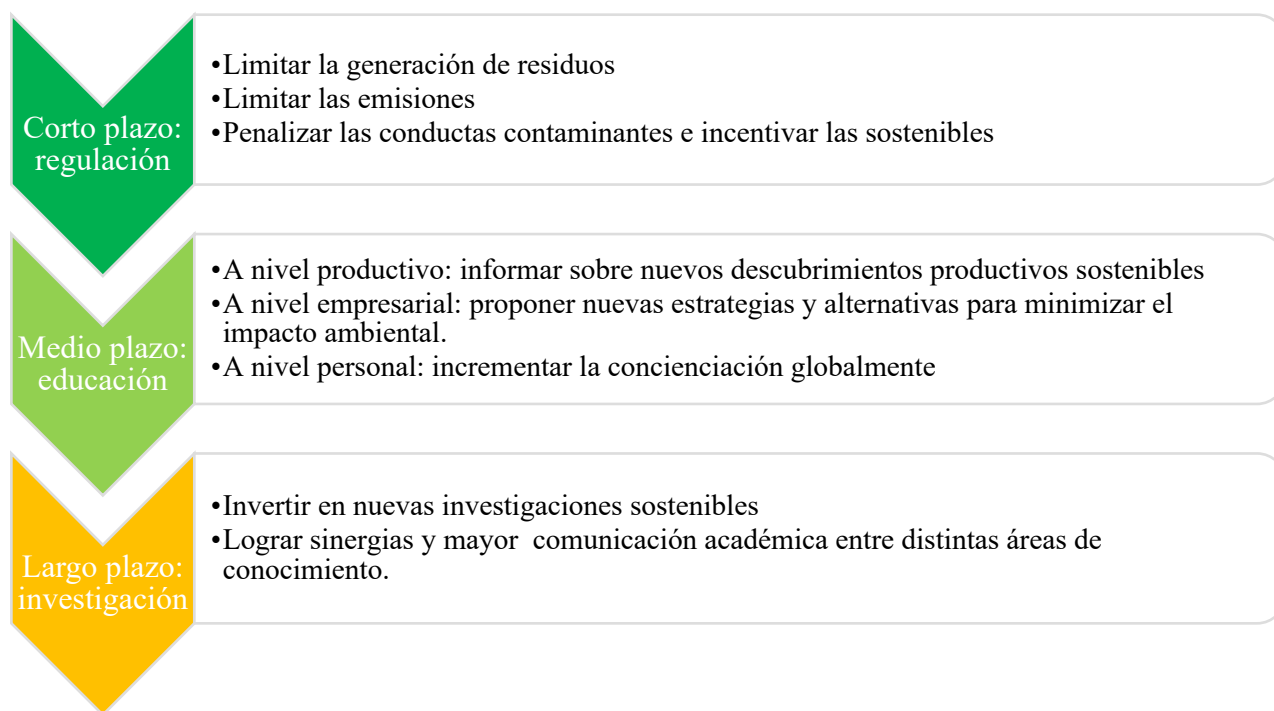 Corto plazo:
regulación
•Limitar la generación de residuos
•Limitar las emisiones
•Penalizar las conductas contaminantes e incentivar las sostenibles
Medio plazo:
educación
•A nivel productivo: informar sobre nuevos descubrimientos productivos sostenibles
•A nivel empresarial: proponer nuevas estrategias y alternativas para minimizar el
impacto ambiental.
•A nivel personal: incrementar la concienciación globalmente
Largo plazo:
investigación
•Invertir en nuevas investigaciones sostenibles
•Lograr sinergias y mayor  comunicación académica entre distintas áreas de
conocimiento.